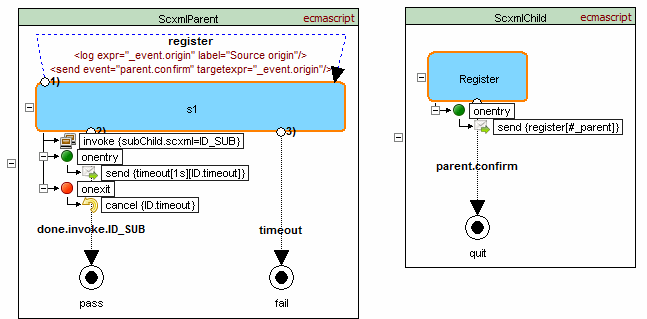 ScxmlParent
ecmascript
register
<log expr="_event.origin" label="Source origin"/>
<send event="parent.confirm" targetexpr="_event.origin"/>
1)
s1
2)
3)
invoke {subChild.scxml=ID_SUB}
onentry
send {timeout[1s][ID.timeout]}
onexit
cancel {ID.timeout}
done.invoke.ID_SUB
timeout
pass
fail
ScxmlChild
ecmascript
Register
onentry
send {register[#_parent]}
parent.confirm
quit